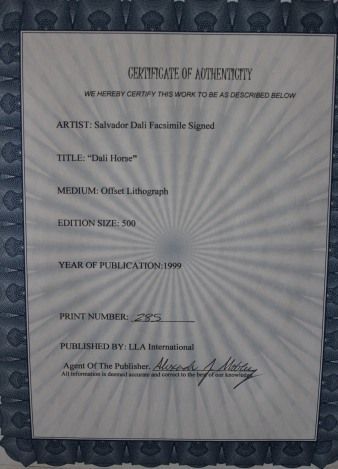 CERTIFICATE OF AUTHENTICITY
WE HEREBY CERTIFY THIS WORK TO BE AS DESCRIBED BELOW
ARTIST: Salvador Dali Facsimile Signed
TITLE: "Dali Horse"
MEDIUM: Offset Lithograph
EDITION SIZE: 500
YEAR OF PUBLICATION:1999
PRINT NUMBER: 285
PUBLISHED BY: LLA International
Agent Of The Publisher.
All information is deemed accurate and correct to the best of our knowledge